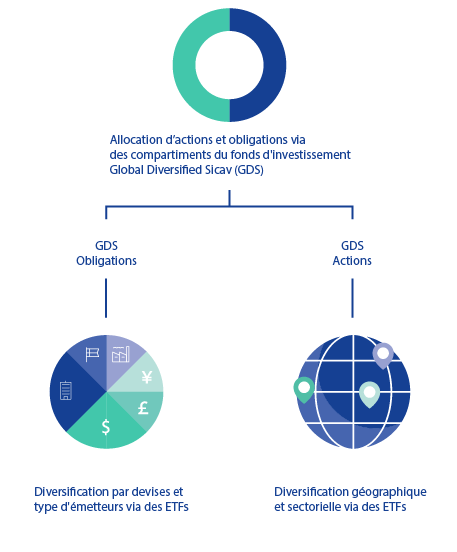 Allocation d'actions et obligations via
des compartiments du fonds d'investissement
Global Diversified Sicav (GDS)
GDS
Obligations
GDS
Actions
¥
£
$
Diversification par devises et
type d'émetteurs via des ETFs
Diversification géographique
et sectorielle via des ETFs